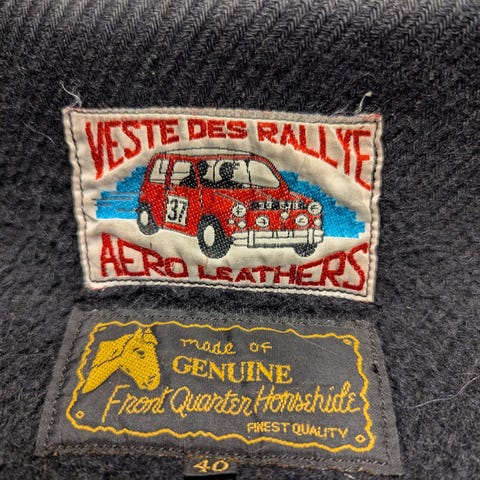 VESTE DES RALLYE
37
AERO LEATHERS
made of
GENUINE
Front Quarter Horsehide
FINEST QUALITY
40